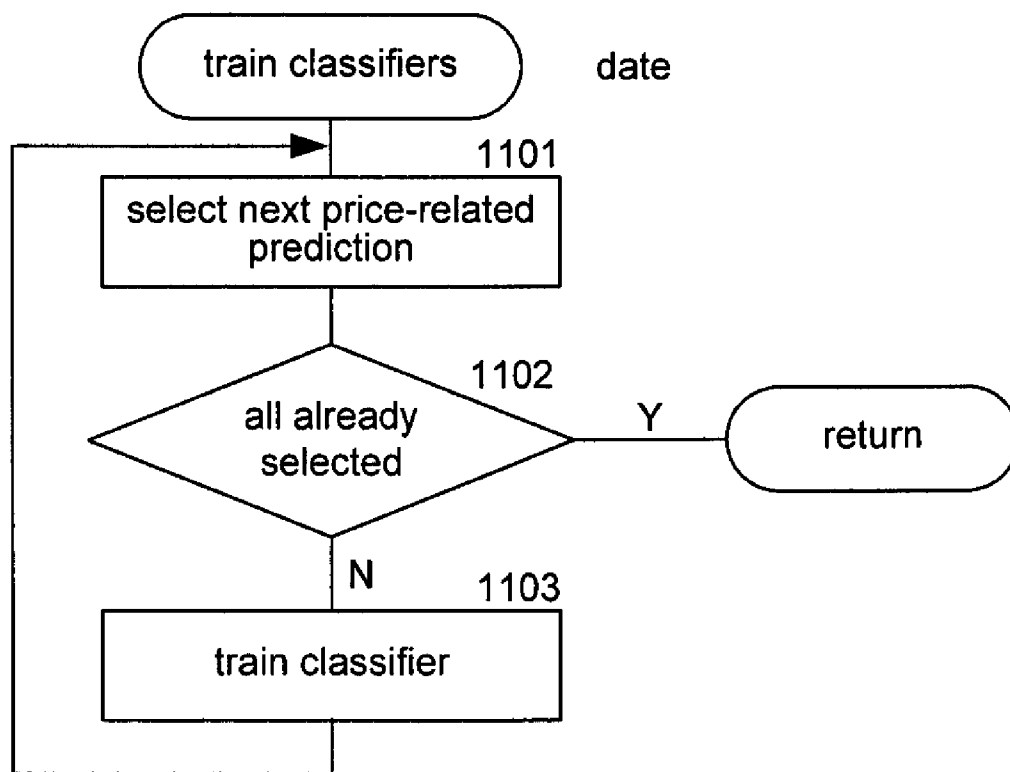 train classifiers
date
1101
select next price-related
prediction
1102
all already
selected
Y
return
N
1103
train classifier